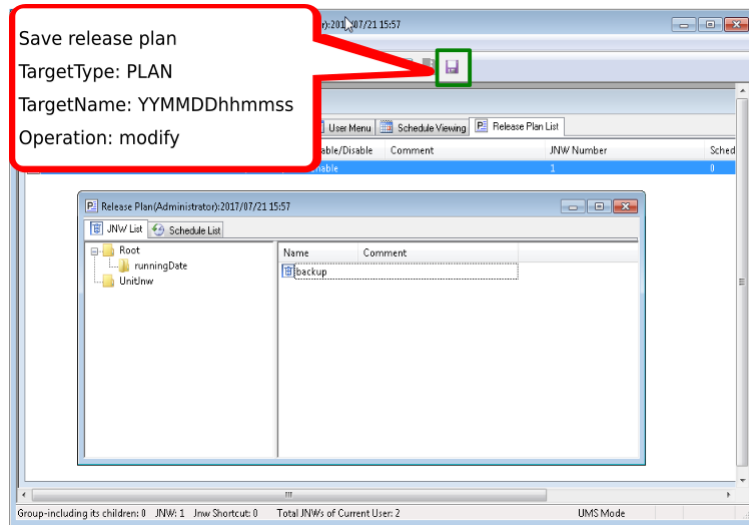 Save release plan
TargetType: PLAN
TargetName: YYMMDDhhmmss
Operation: modify
):2017/07/21 15:57
User Menu Schedule Viewing Release Plan List
able/Disable Comment JNW Number Sched
nable 1 0
Release Plan(Administrator):2017/07/21 15:57
JNW List Schedule List
Root
runningDate
UnitJnw
Name Comment
backup
Group-including its children: 0 JNW: 1 Jnw Shortcut: 0 Total JNWs of Current User: 2 UMS Mode